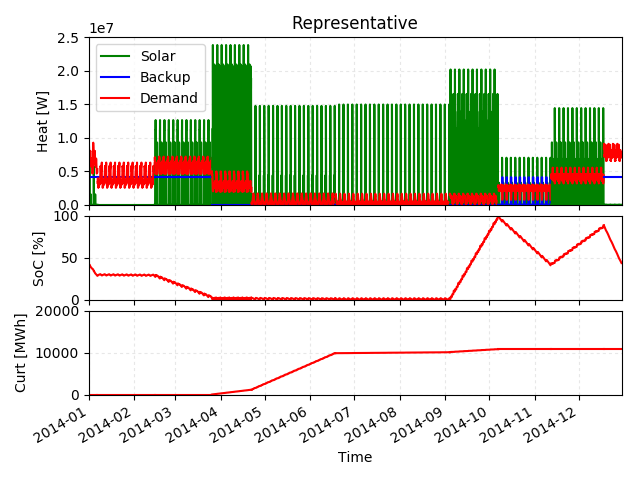 Representative
1e7
2.5
2.0
1.5
1.0
0.5
0.0
Heat [W]
Solar
Backup
Demand
100
50
0
SoC [%]
20000
10000
0
Curt [MWh]
2014-01
2014-02
2014-03
2014-04
2014-05
2014-06
2014-07
2014-08
2014-09
2014-10
2014-11
2014-12
Time